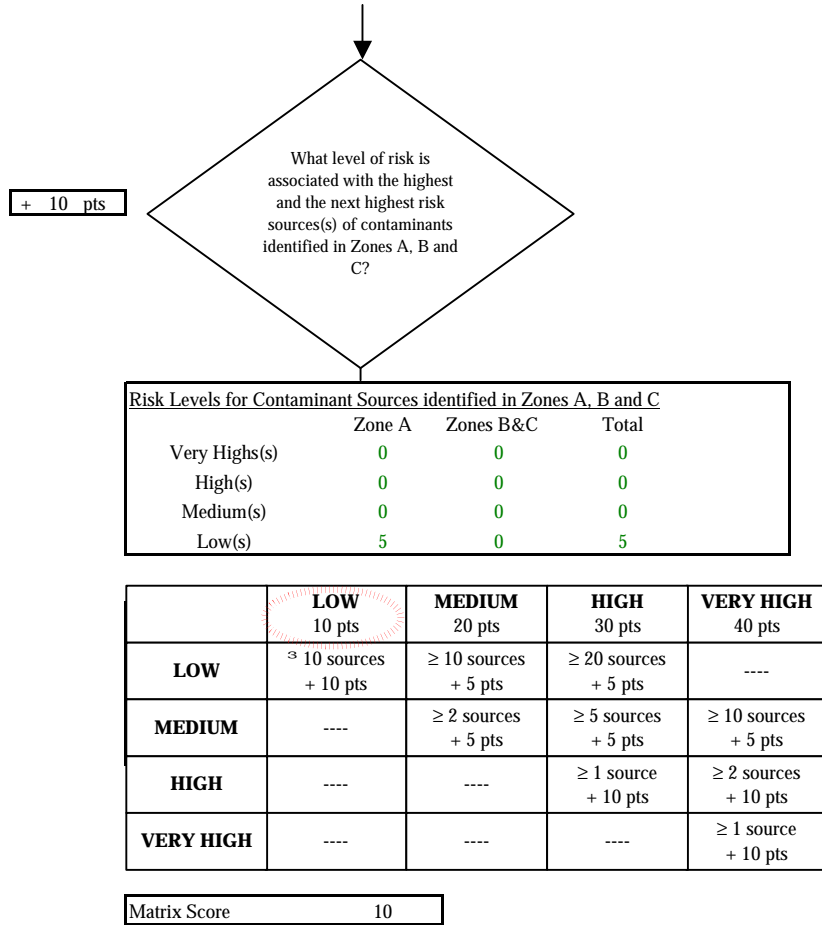 What level of risk is
associated with the highest
and the next highest risk
sources(s) of contaminants
identified in Zones A, B and
C?
+ 10 pts
Risk Levels for Contaminant Sources identified in Zones A, B and C
Zone A Zones B&C Total
Very Highs(s) 0 0 0
High(s) 0 0 0
Medium(s) 0 0 0
Low(s) 5 0 5
LOW MEDIUM HIGH VERY HIGH
10 pts 20 pts 30 pts 40 pts
LOW ³ 10 sources ≥ 10 sources ≥ 20 sources ----
+ 10 pts + 5 pts + 5 pts
MEDIUM ---- ≥ 2 sources ≥ 5 sources ≥ 10 sources
+ 5 pts + 5 pts + 5 pts
HIGH ---- ---- ≥ 1 source ≥ 2 sources
+ 10 pts + 10 pts
VERY HIGH ---- ---- ---- ≥ 1 source
+ 10 pts
Matrix Score 10